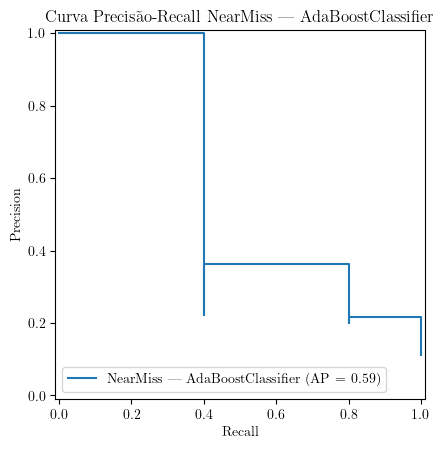 Curva Precisão-Recall NearMiss — AdaBoostClassifier
1.0
0.8
0.6
0.4
0.2
0.0
Precision
NearMiss — AdaBoostClassifier (AP = 0.59)
0.0 0.2 0.4 0.6 0.8 1.0
Recall